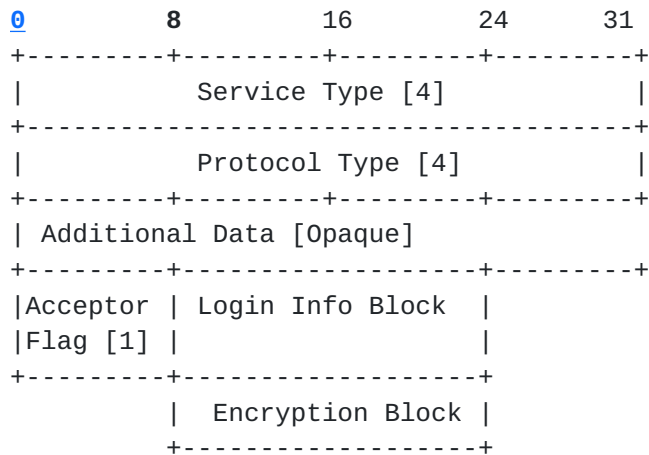 0 8 16 24 31
+---------+---------+---------+---------+
| Service Type [4] |
+---------------------------------------+
| Protocol Type [4] |
+---------+---------+---------+---------+
| Additional Data [Opaque]
+---------+-------------------+---------+
|Acceptor | Login Info Block |
|Flag [1] | |
+---------+-------------------+
| Encryption Block |
+-------------------+